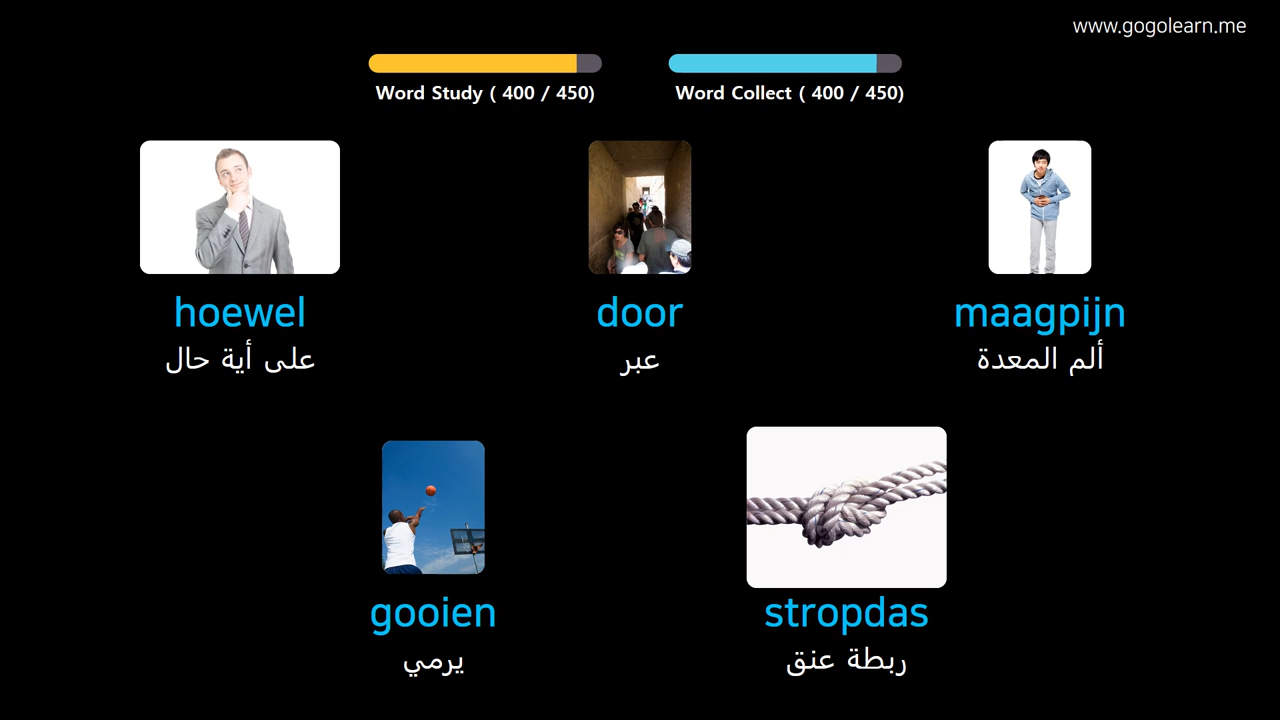 www.gogolearn.me
Word Study ( 400 / 450)
Word Collect ( 400 / 450)
hoewel
على أية حال
door
عبر
maagpijn
ألم المعدة
gooien
يرمي
stropdas
ربطة عنق